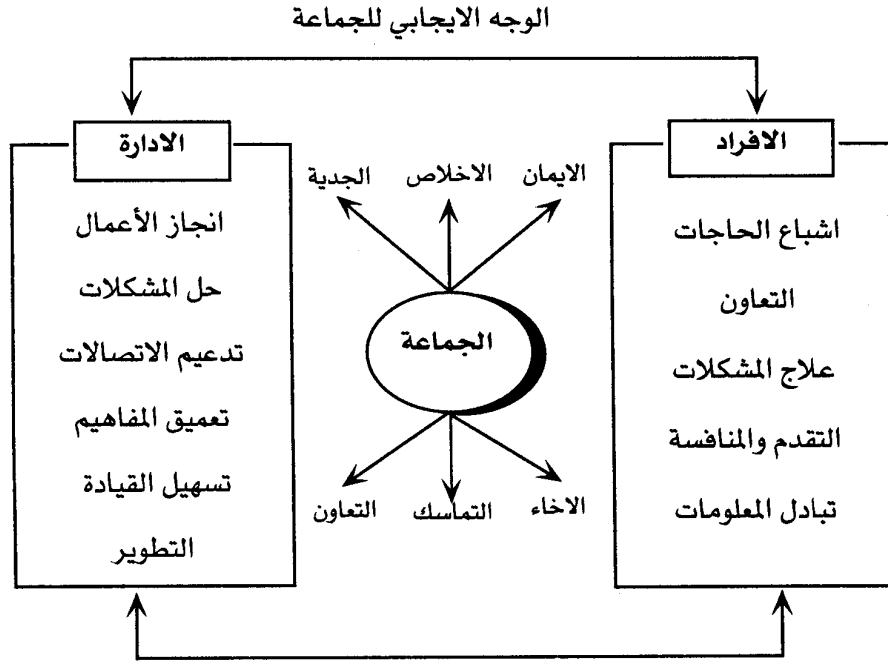 الوجه الايجابي للجماعة
الافراد
اشباع الحاجات
التعاون
علاج المشكلات
التقدم والمنافسة
تبادل المعلومات
الايمان
الاخلاص
الجدية
الجماعة
الاخاء
التماسك
التعاون
الادارة
انجاز الأعمال
حل المشكلات
تدعيم الاتصالات
تعميق المفاهيم
تسهيل القيادة
التطوير